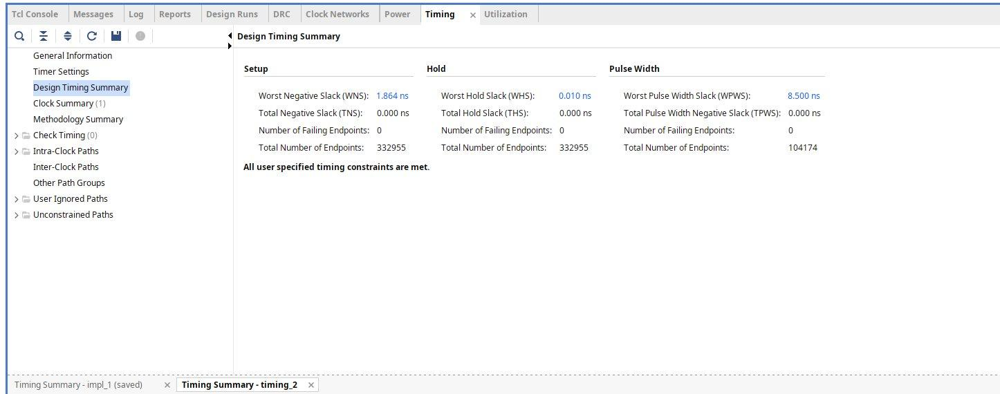 Tcl Console Messages Log Reports Design Runs DRC Clock Networks Power Timing Utilization
Design Timing Summary
General Information
Timer Settings
Design Timing Summary
Clock Summary (1)
Methodology Summary
Check Timing (0)
Intra-Clock Paths
Inter-Clock Paths
Other Path Groups
User Ignored Paths
Unconstrained Paths
Setup Hold Pulse Width
Worst Negative Slack (WNS): 1.864 ns Worst Hold Slack (WHS): 0.010 ns Worst Pulse Width Slack (WPWS): 8.500 ns
Total Negative Slack (TNS): 0.000 ns Total Hold Slack (THS): 0.000 ns Total Pulse Width Negative Slack (TPWS): 0.000 ns
Number of Failing Endpoints: 0 Number of Failing Endpoints: 0 Number of Failing Endpoints: 0
Total Number of Endpoints: 332955 Total Number of Endpoints: 332955 Total Number of Endpoints: 104174
All user specified timing constraints are met.
Timing Summary - impl_1 (saved) Timing Summary - timing_2